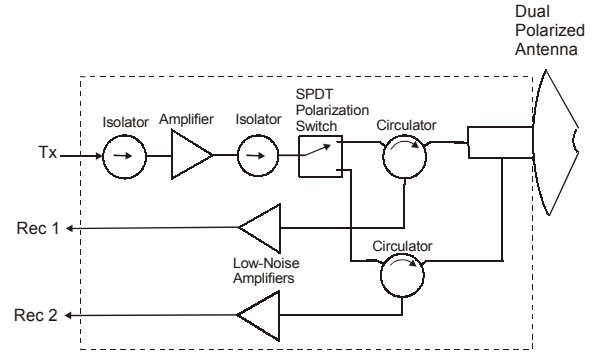 Dual
Polarized
Antenna
SPDT
Polarization
Switch
Isolator
Amplifier
Isolator
Circulator
Tx
Rec 1
Circulator
Low-Noise
Amplifiers
Rec 2